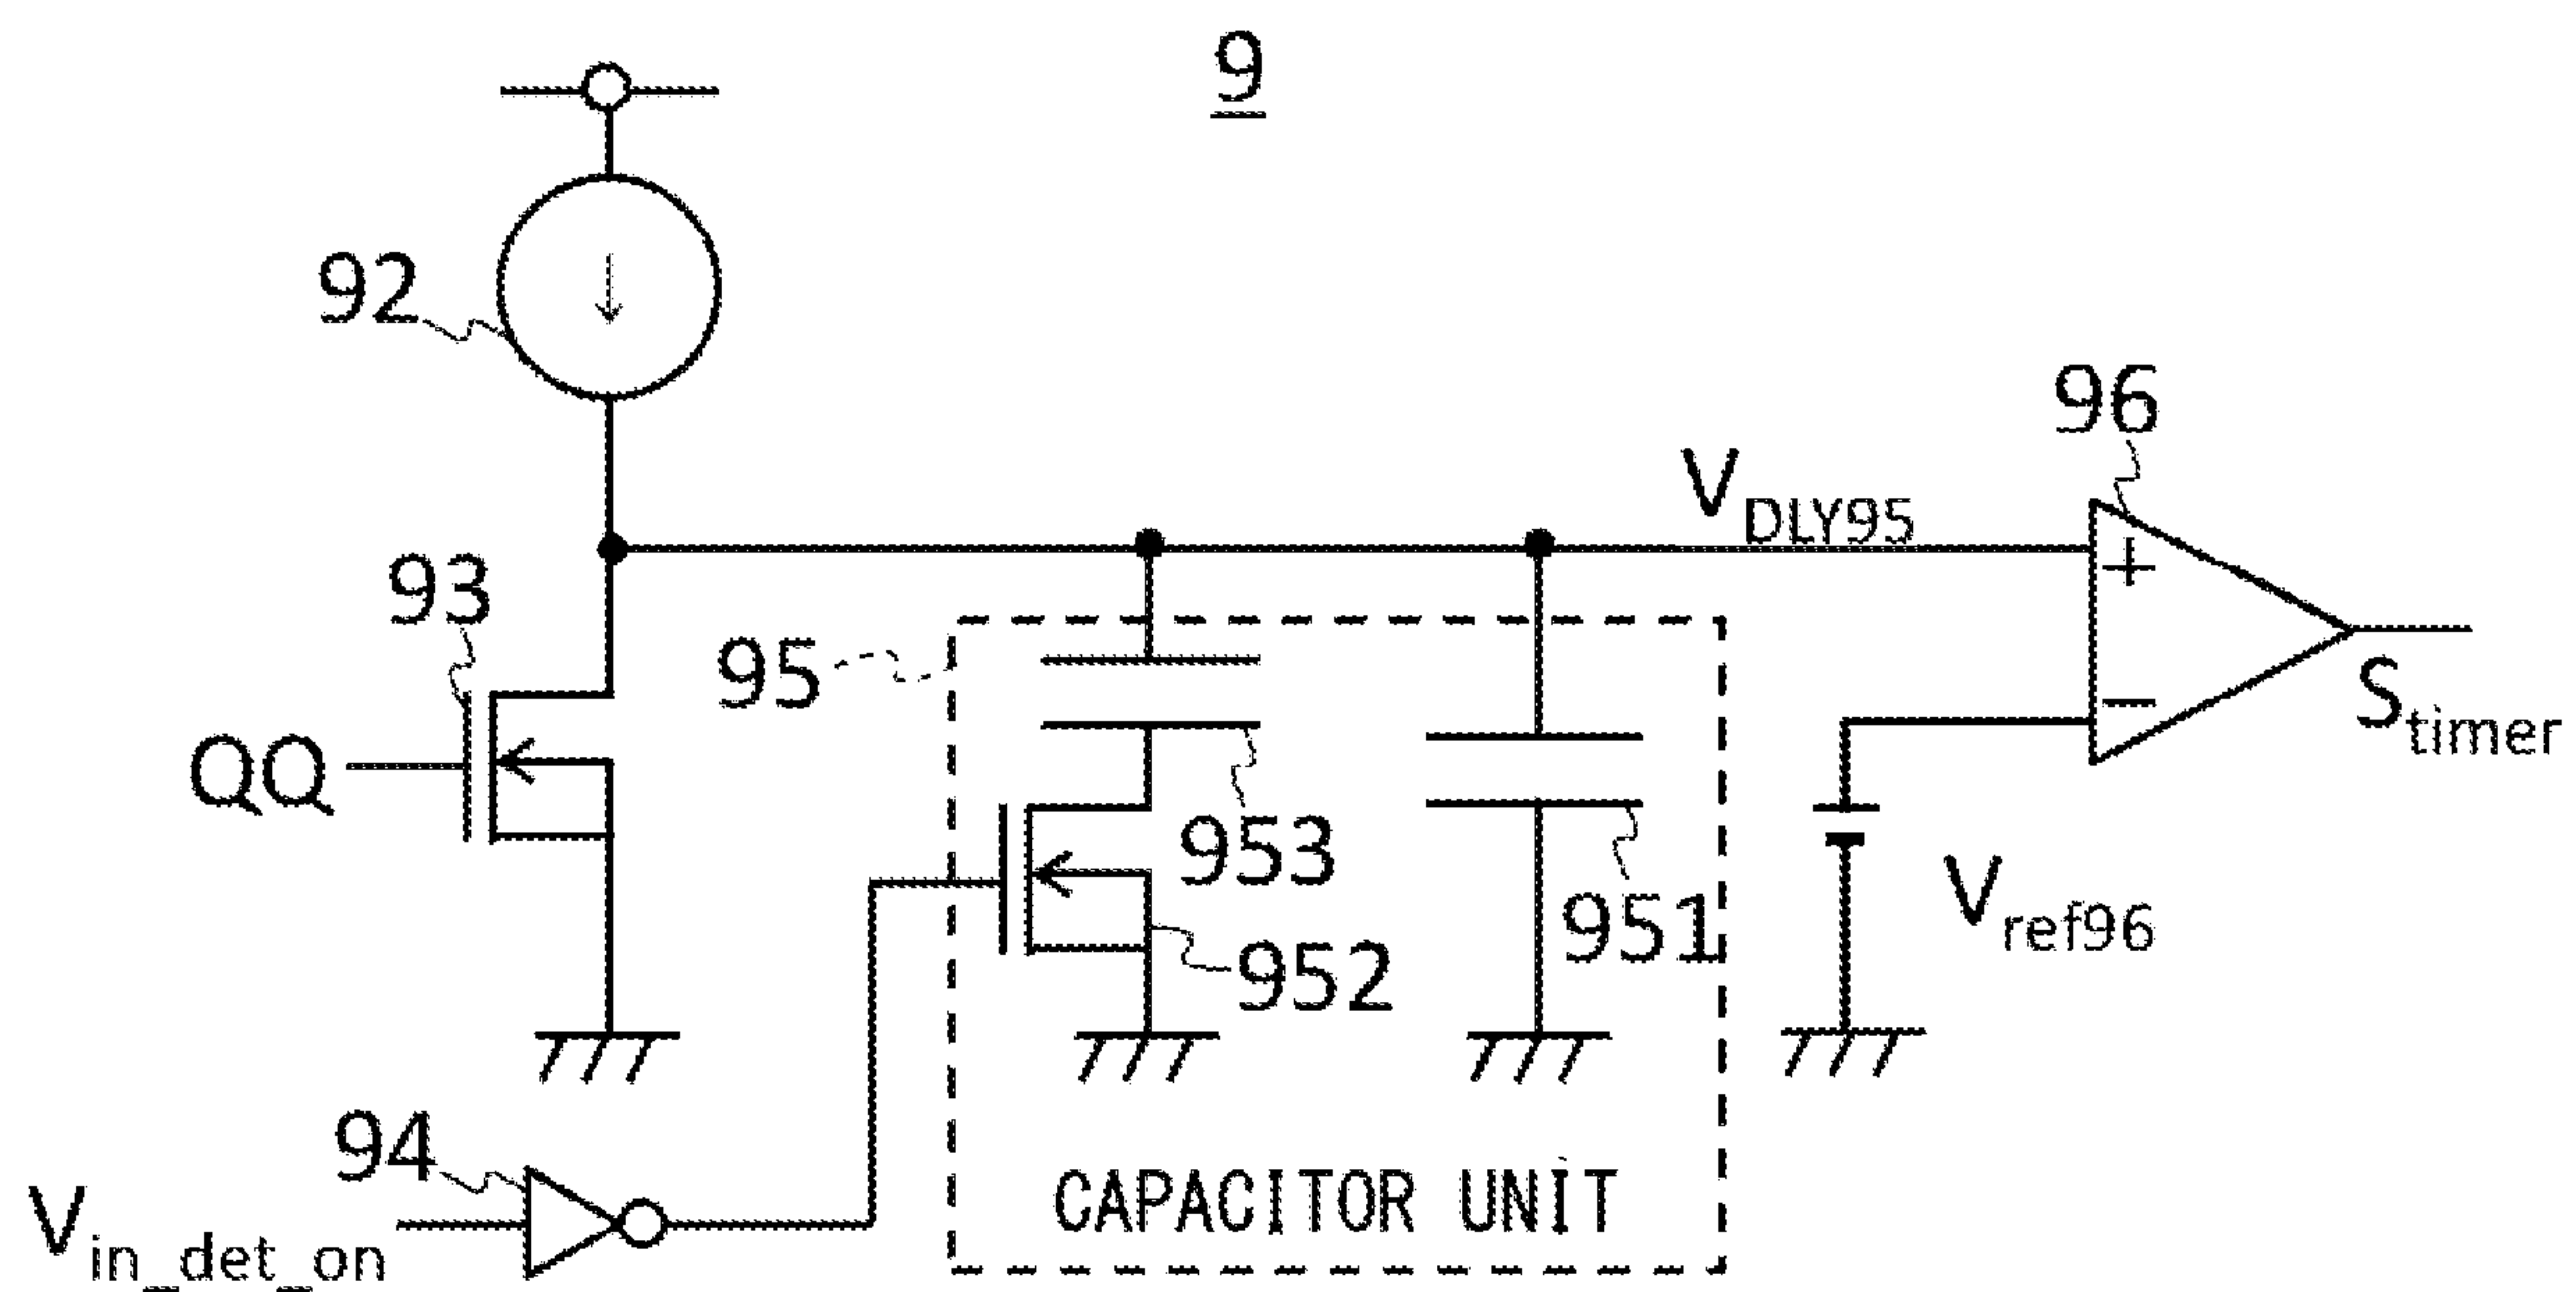 9
92
96
V_DLY95
93
+
95
−
S_timer
QQ
953
951
V_ref96
952
94
CAPACITOR UNIT
V_in_det_on